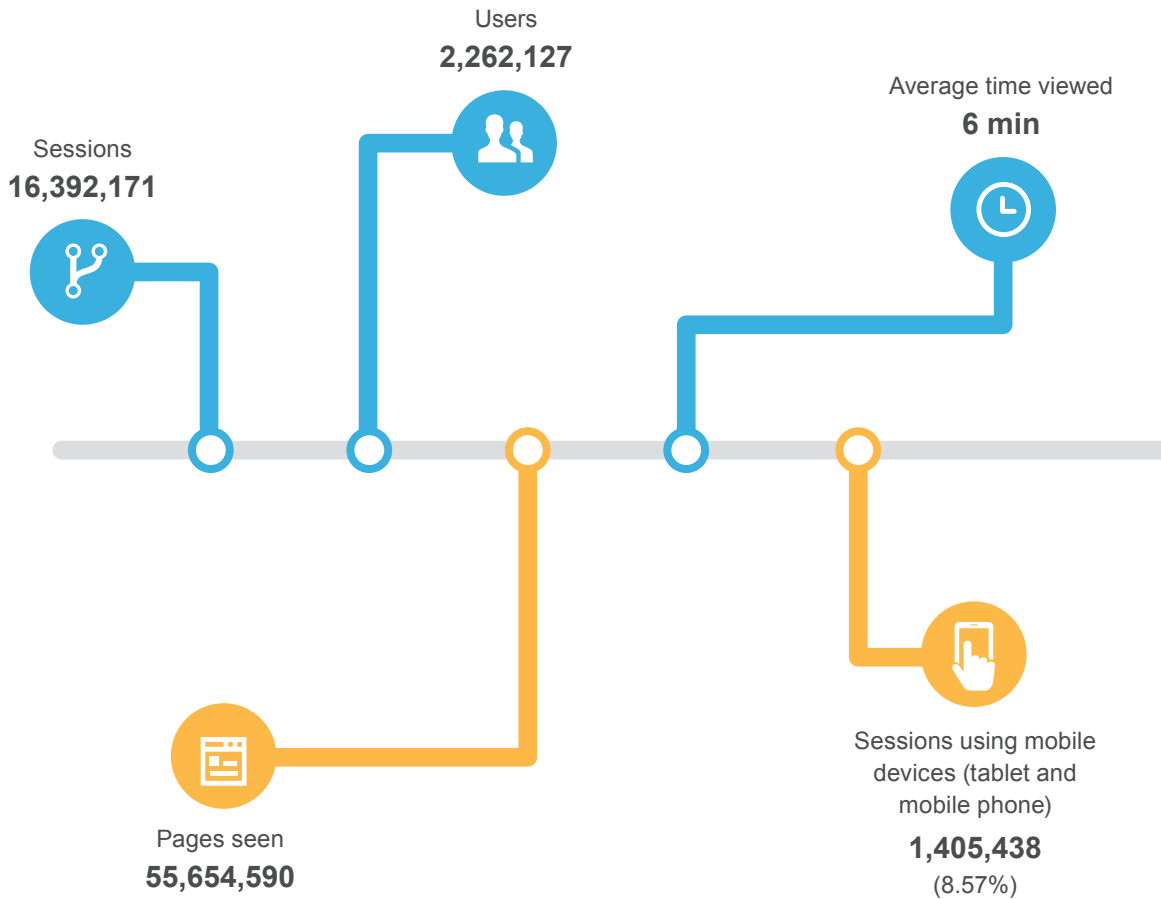 Users
2,262,127
Average time viewed
6 min
Sessions
16,392,171
Sessions using mobile
devices (tablet and
mobile phone)
1,405,438
(8.57%)
Pages seen
55,654,590